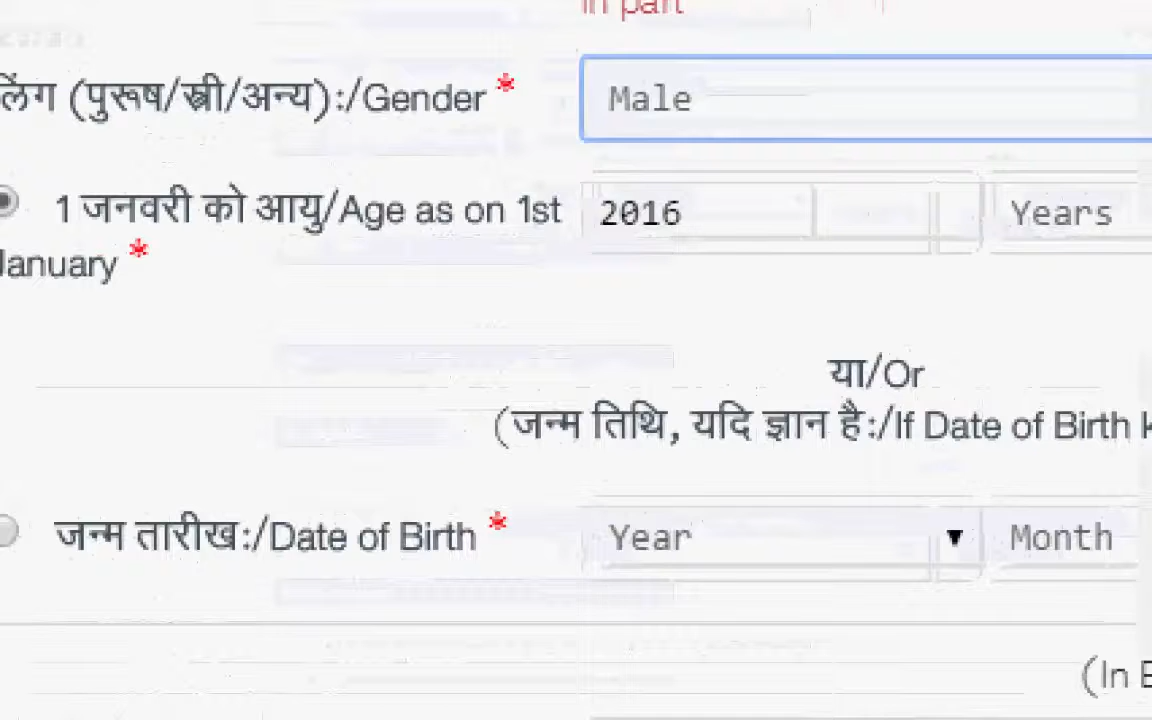 in part
लिंग (पुरूष/स्त्री/अन्य):/Gender * Male
1 जनवरी को आयु/Age as on 1st January * 2016 Years
या/Or
(जन्म तिथि, यदि ज्ञान है:/If Date of Birth
जन्म तारीख:/Date of Birth * Year Month
(In